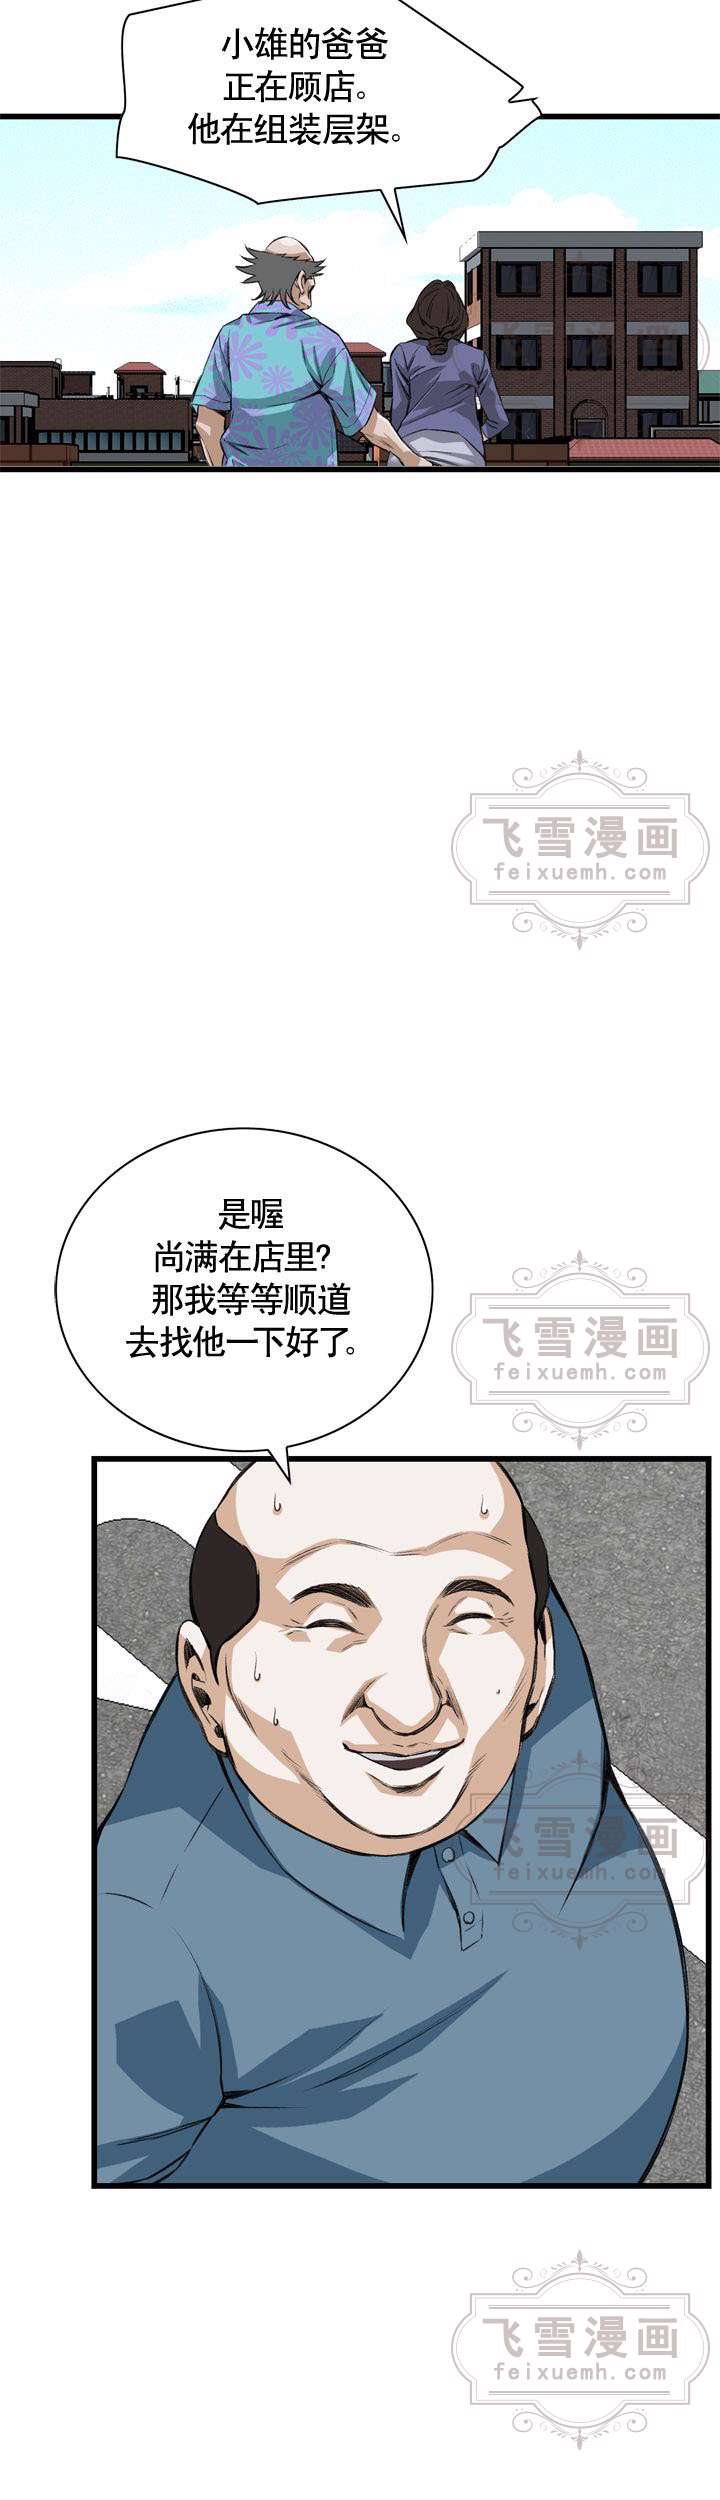 小雄的爸爸
正在顾店。
他在组装层架。
飞雪漫画
feixuemh.com
是喔
尚满在店里?
那我等等顺道
去找他一下好了。
飞雪漫画
feixuemh.com
飞雪漫画
feixuemh.com
飞雪漫画
feixuemh.com